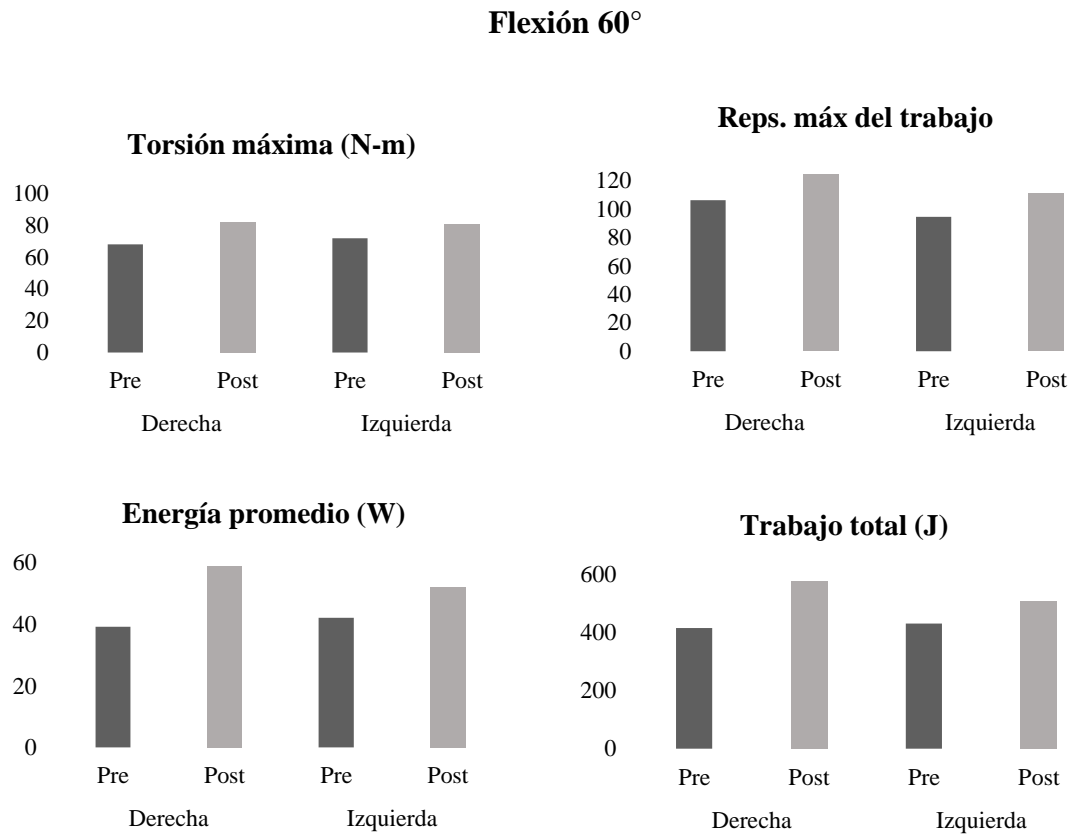 Flexión 60°
Torsión máxima (N-m)
100
80
60
40
20
0
Pre Post Pre Post
Derecha Izquierda
Reps. máx del trabajo
120
100
80
60
40
20
0
Pre Post Pre Post
Derecha Izquierda
Energía promedio (W)
60
40
20
0
Pre Post Pre Post
Derecha Izquierda
Trabajo total (J)
600
400
200
0
Pre Post Pre Post
Derecha Izquierda